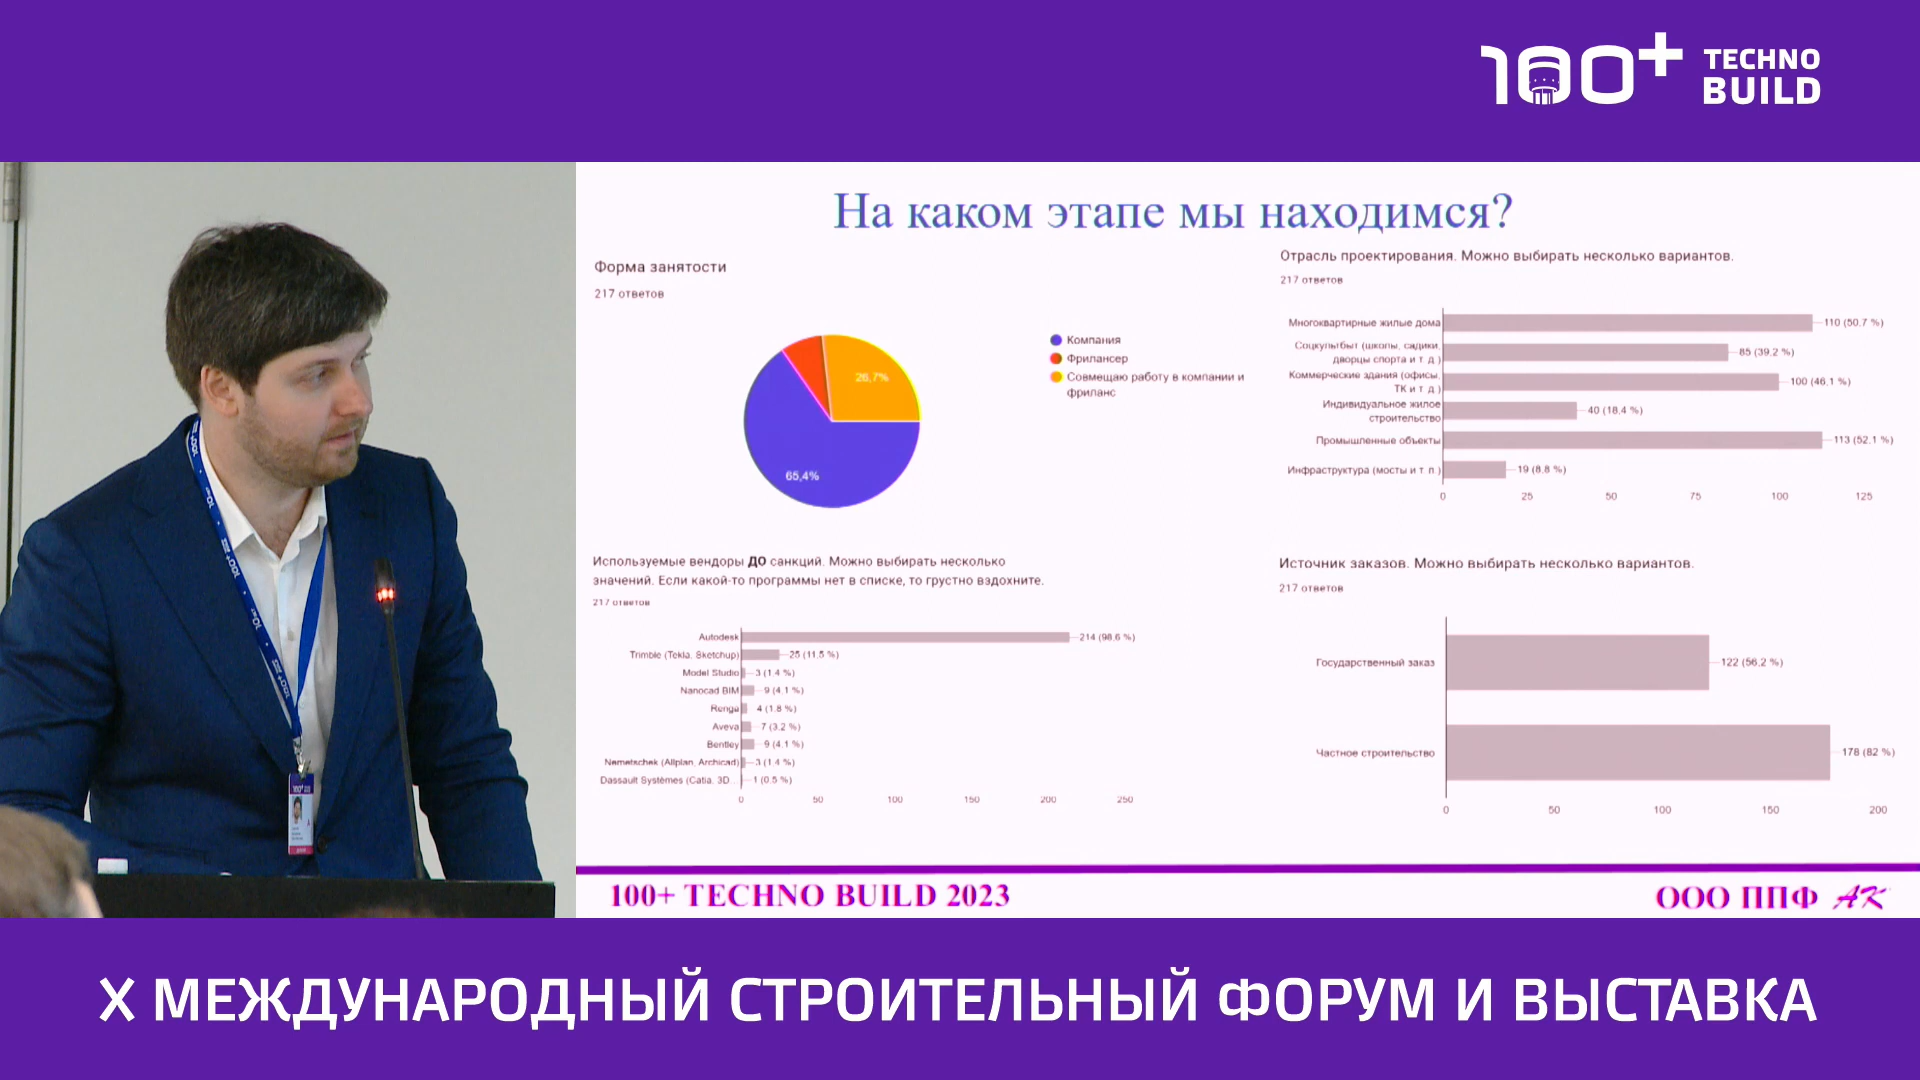 100+ TECHNO
BUILD
На каком этапе мы находимся?
Форма занятости
217 ответов
26,7%
65,4%
Компания
Фрилансер
Совмещаю работу в компании и
фриланс
Отрасль проектирования. Можно выбирать несколько вариантов.
217 ответов
Многоквартирные жилые дома
110 (50,7 %)
Соцкультбыт (школы, садики,
дворцы спорта и т. д.)
85 (39,2 %)
Коммерческие здания (офисы,
ТК и т. д.)
100 (46,1 %)
Индивидуальное жилое
строительство
40 (18,4 %)
Промышленные объекты
113 (52,1 %)
Инфраструктура (мосты и т. п.)
19 (8,8 %)
0 25 50 75 100 125
Используемые вендоры ДО санкций. Можно выбирать несколько
значений. Если какой-то программы нет в списке, то грустно вздохните.
217 ответов
Autodesk 214 (98,6 %)
Trimble (Tekla, Sketchup) 25 (11,5 %)
Model Studio 3 (1,4 %)
Nanocad BIM 9 (4,1 %)
Renga 4 (1,8 %)
Aveva 7 (3,2 %)
Bentley 9 (4,1 %)
Nemetschek (Allplan, Archicad) 3 (1,4 %)
Dassault Systèmes (Catia, 3D... 1 (0,5 %)
0 50 100 150 200 250
Источник заказов. Можно выбирать несколько вариантов.
217 ответов
Государственный заказ 122 (56,2 %)
Частное строительство 178 (82 %)
0 50 100 150 200
100+ TECHNO BUILD 2023
ООО ППФ АК
X МЕЖДУНАРОДНЫЙ СТРОИТЕЛЬНЫЙ ФОРУМ И ВЫСТАВКА